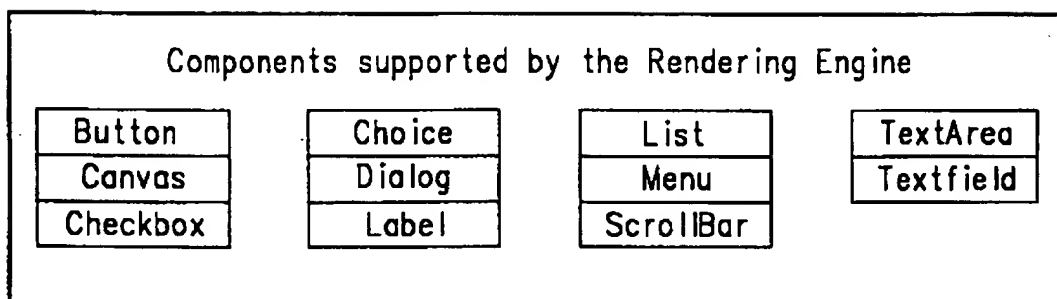 Components supported by the Rendering Engine
Button
Canvas
Checkbox
Choice
Dialog
Label
List
Menu
ScrollBar
TextArea
Textfield